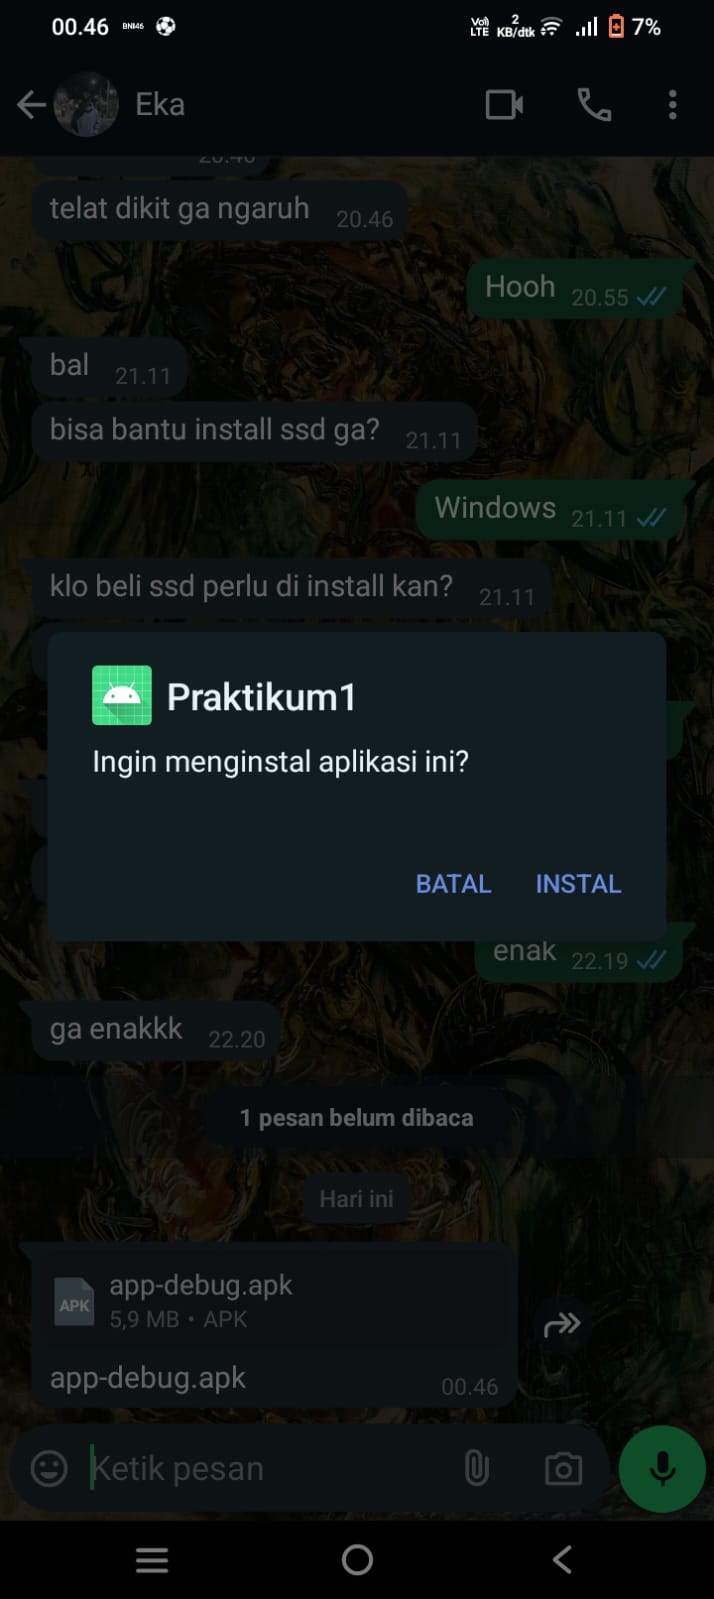 00.46 BNI46 Vo) LTE 2 KB/dtk 7%
Eka
telat dikit ga ngaruh 20.46
Hooh 20.55
bal 21.11
bisa bantu install ssd ga? 21.11
Windows 21.11
klo beli ssd perlu di install kan? 21.11
Praktikum1
Ingin menginstal aplikasi ini?
BATAL INSTAL
enak 22.19
ga enakkk 22.20
1 pesan belum dibaca
Hari ini
app-debug.apk
APK
5,9 MB • APK
app-debug.apk 00.46
Ketik pesan